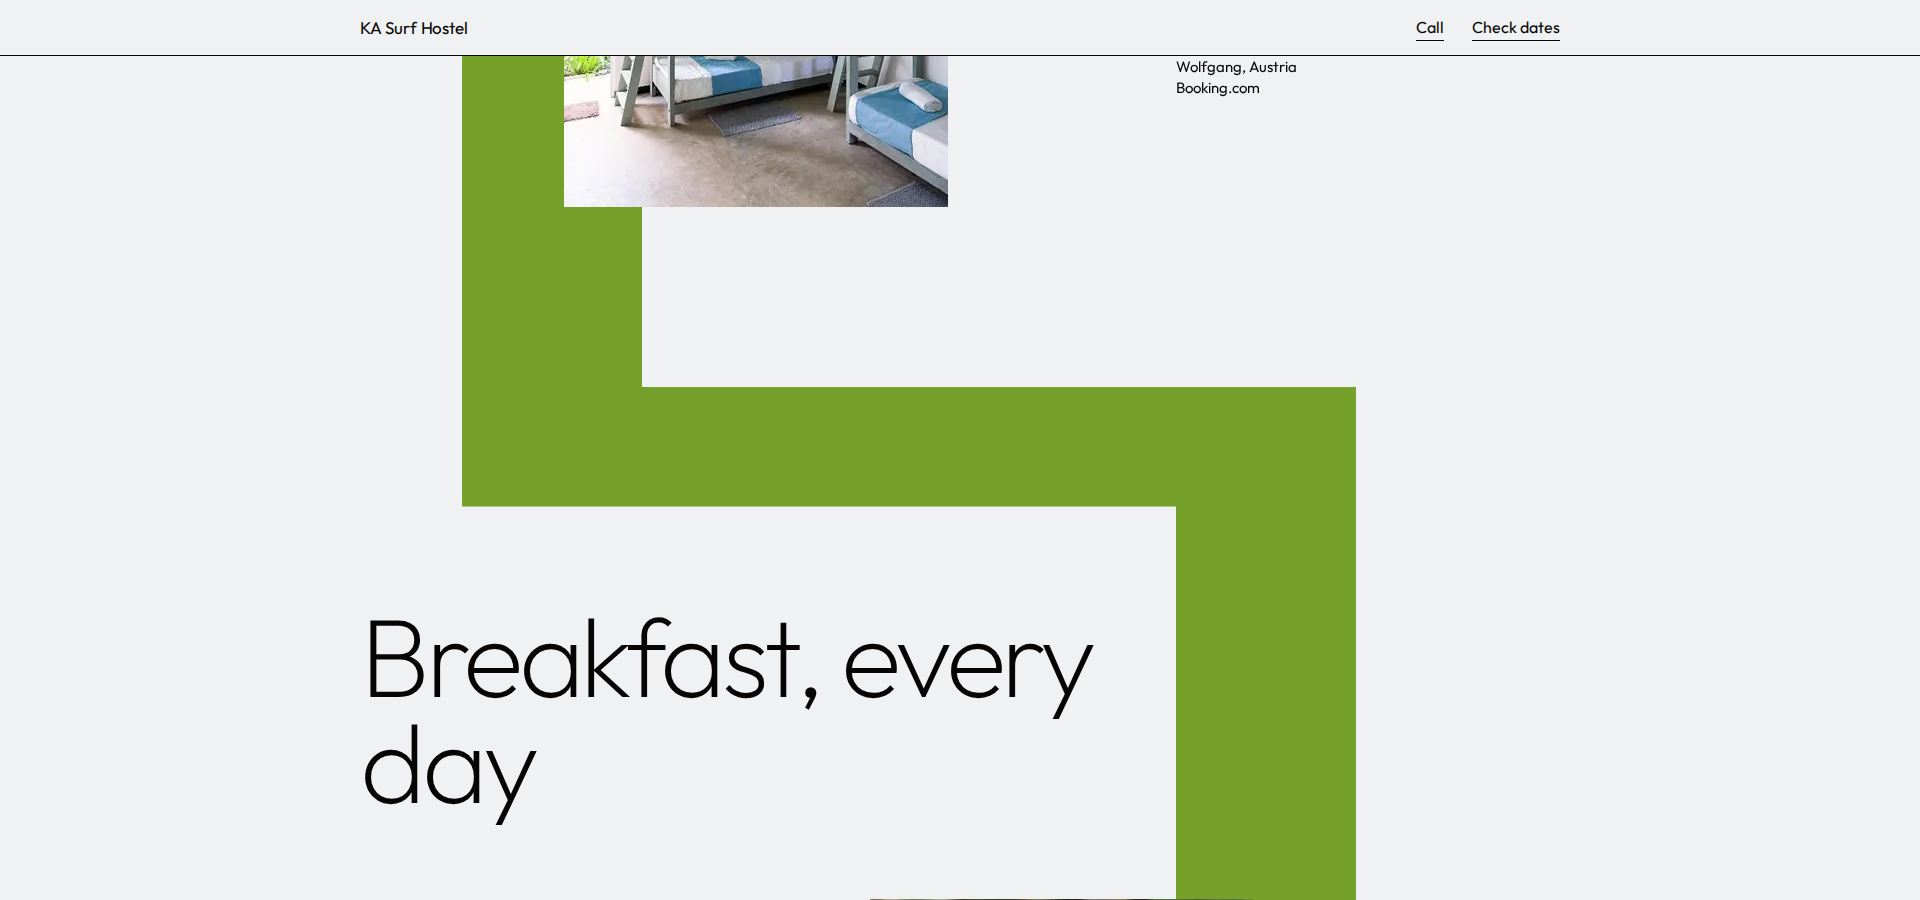 KA Surf Hostel
Call
Check dates
Wolfgang, Austria
Booking.com
Breakfast, every
day